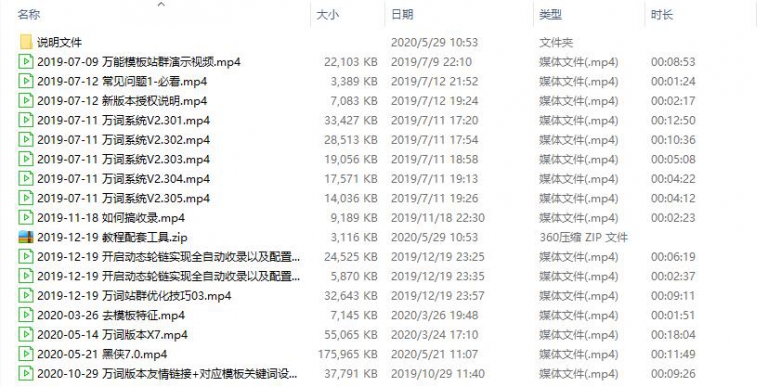 名称 大小 日期 类型 时长
说明文件 2020/5/29 10:53 文件夹
2019-07-09 万能模板站群演示视频.mp4 22,103 KB 2019/7/9 22:10 媒体文件(.mp4) 00:08:53
2019-07-12 常见问题1-必看.mp4 3,389 KB 2019/7/12 21:52 媒体文件(.mp4) 00:01:24
2019-07-12 新版本授权说明.mp4 7,083 KB 2019/7/12 19:24 媒体文件(.mp4) 00:02:17
2019-07-11 万词系统V2.301.mp4 33,427 KB 2019/7/11 17:20 媒体文件(.mp4) 00:12:50
2019-07-11 万词系统V2.302.mp4 28,513 KB 2019/7/11 17:54 媒体文件(.mp4) 00:10:36
2019-07-11 万词系统V2.303.mp4 19,056 KB 2019/7/11 18:58 媒体文件(.mp4) 00:05:08
2019-07-11 万词系统V2.304.mp4 17,571 KB 2019/7/11 19:13 媒体文件(.mp4) 00:04:22
2019-07-11 万词系统V2.305.mp4 14,036 KB 2019/7/11 19:26 媒体文件(.mp4) 00:04:12
2019-11-18 如何搞收录.mp4 9,189 KB 2019/11/18 22:30 媒体文件(.mp4) 00:02:23
2019-12-19 教程配套工具.zip 3,116 KB 2020/5/29 10:53 360压缩 ZIP 文件
2019-12-19 开启动态轮链实现全自动收录以及配置... 24,525 KB 2019/12/19 23:25 媒体文件(.mp4) 00:06:19
2019-12-19 开启动态轮链实现全自动收录以及配置... 5,870 KB 2019/12/19 23:35 媒体文件(.mp4) 00:02:37
2019-12-19 万词站群优化技巧03.mp4 32,643 KB 2019/12/19 23:57 媒体文件(.mp4) 00:09:11
2020-03-26 去模板特征.mp4 7,145 KB 2020/3/26 19:48 媒体文件(.mp4) 00:01:51
2020-05-14 万词版本X7.mp4 55,065 KB 2020/3/24 17:10 媒体文件(.mp4) 00:18:04
2020-05-21 黑侠7.0.mp4 175,965 KB 2020/5/21 11:07 媒体文件(.mp4) 00:11:49
2020-10-29 万词版本友情链接+对应模板关键词设... 37,791 KB 2019/10/29 11:40 媒体文件(.mp4) 00:09:26